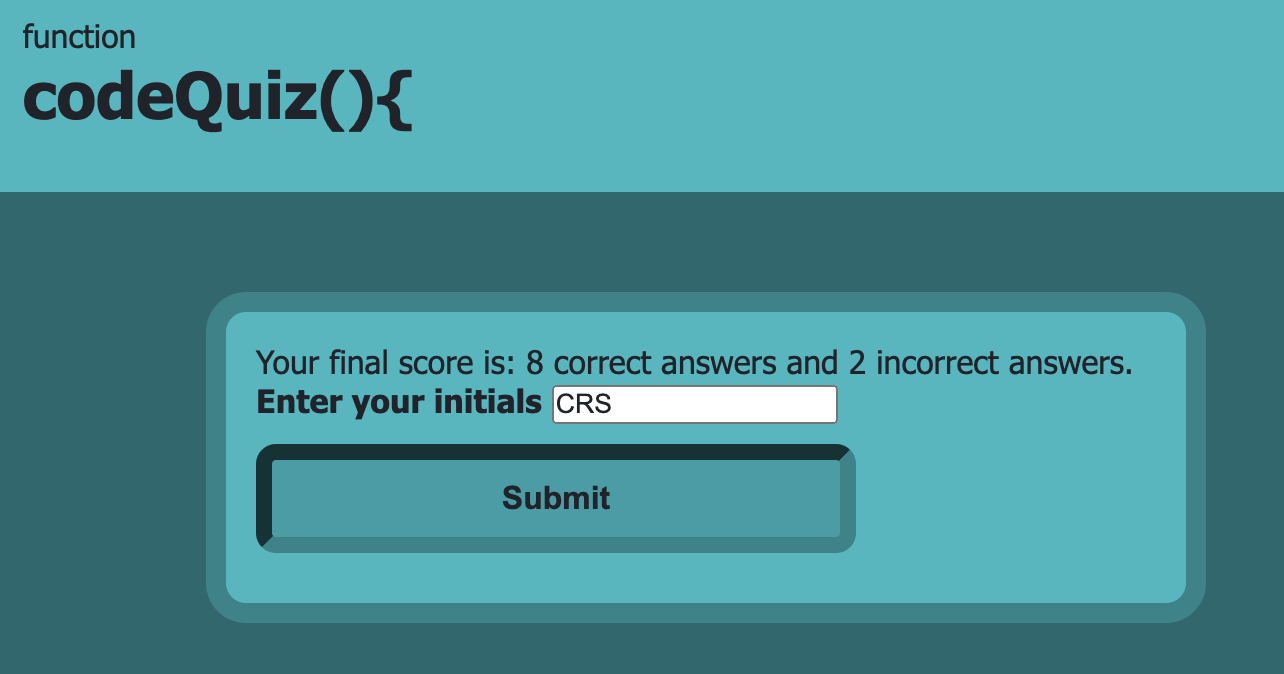 function
codeQuiz(){
Your final score is: 8 correct answers and 2 incorrect answers.
Enter your initials CRS
Submit